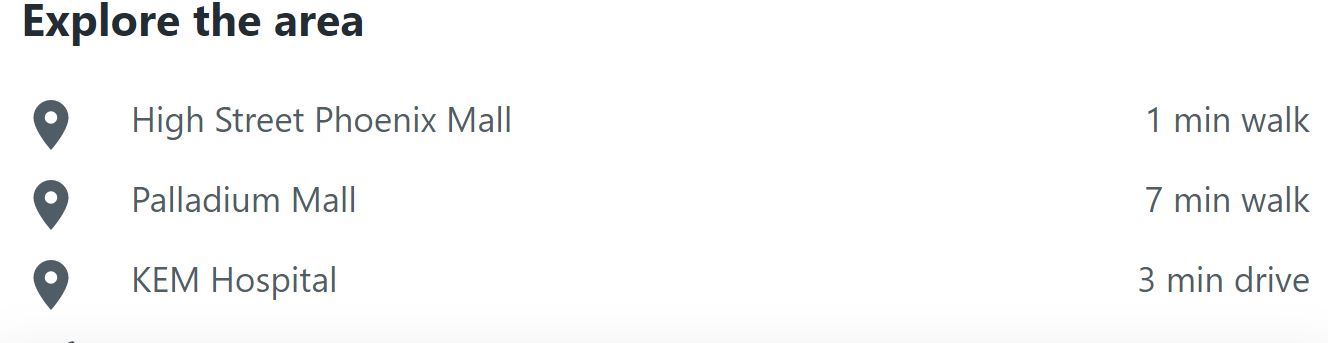 Explore the area
High Street Phoenix Mall 1 min walk
Palladium Mall 7 min walk
KEM Hospital 3 min drive